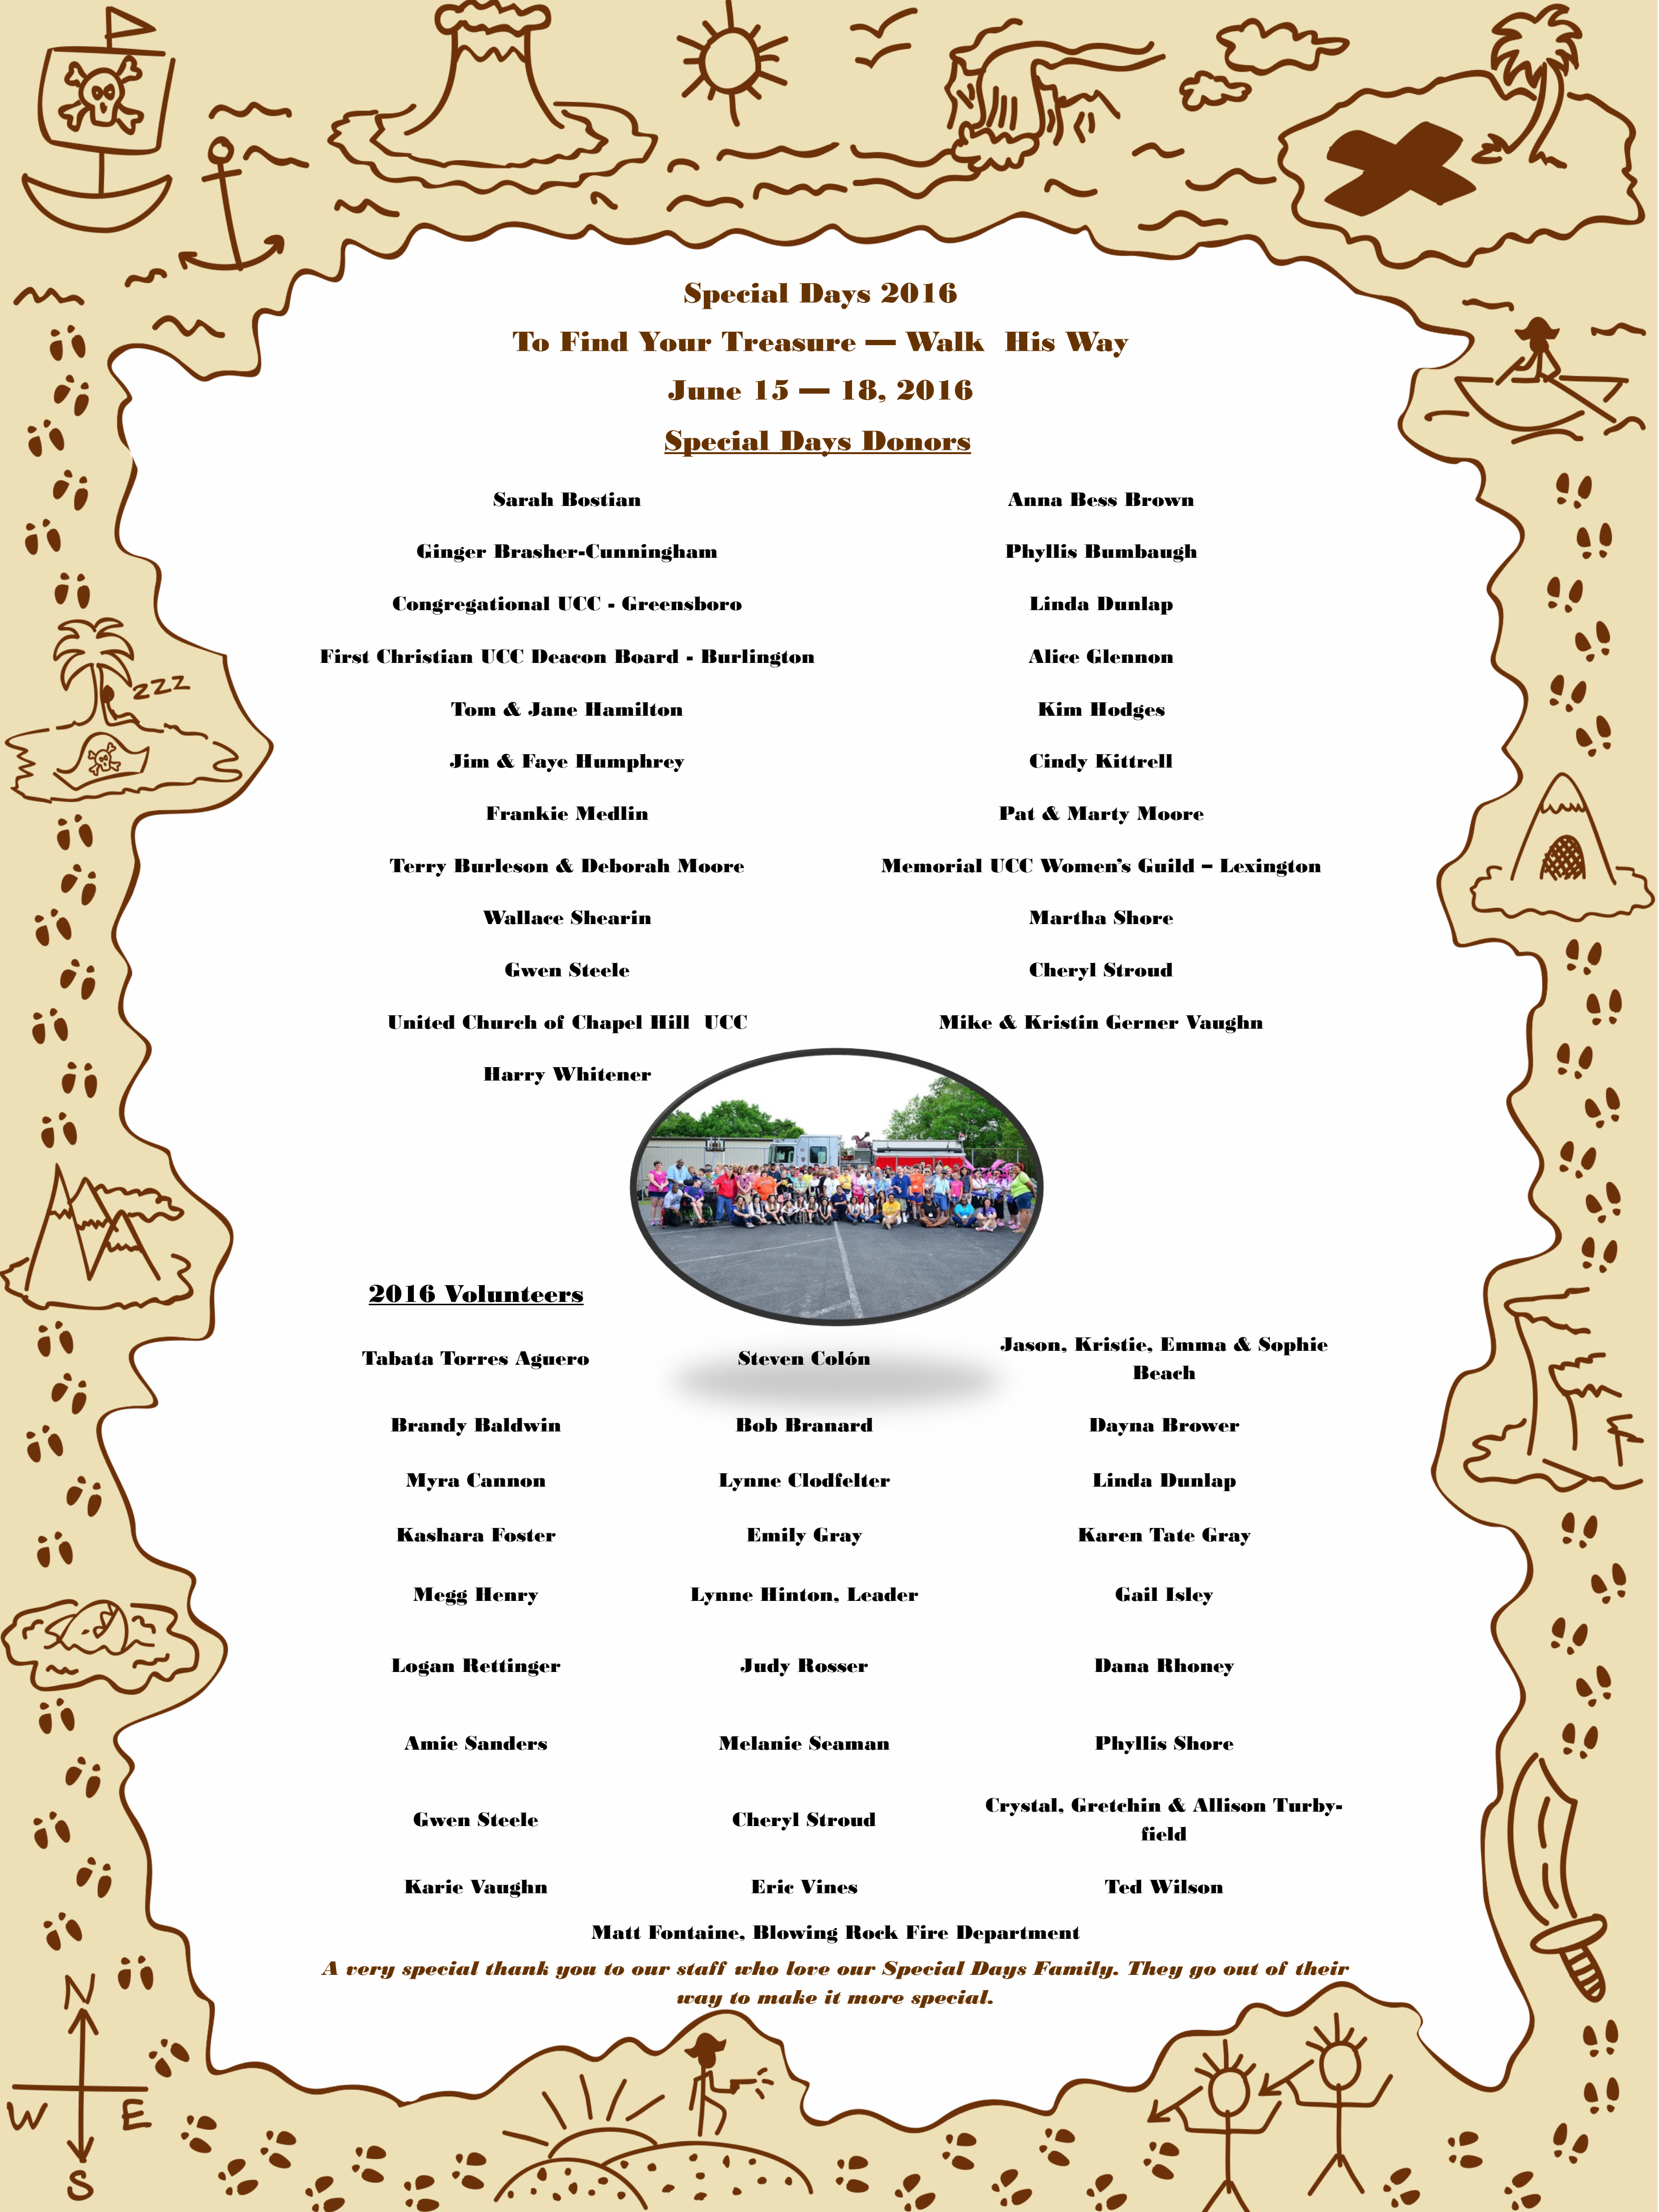 Special Days 2016
To Find Your Treasure — Walk His Way
June 15 — 18, 2016
Special Days Donors
Sarah Bostian
Anna Bess Brown
Ginger Brasher-Cunningham
Phyllis Bumbaugh
Congregational UCC - Greensboro
Linda Dunlap
First Christian UCC Deacon Board - Burlington
Alice Glennon
Tom & Jane Hamilton
Kim Hodges
Jim & Faye Humphrey
Cindy Kittrell
Frankie Medlin
Pat & Marty Moore
Terry Burleson & Deborah Moore
Memorial UCC Women's Guild – Lexington
Wallace Shearin
Martha Shore
Gwen Steele
Cheryl Stroud
United Church of Chapel Hill UCC
Mike & Kristin Gerner Vaughn
Harry Whitener
zzz
2016 Volunteers
Tabata Torres Aguero
Steven Colón
Jason, Kristie, Emma & Sophie
Beach
Brandy Baldwin
Bob Branard
Dayna Brower
Myra Cannon
Lynne Clodfelter
Linda Dunlap
Kashara Foster
Emily Gray
Karen Tate Gray
Megg Henry
Lynne Hinton, Leader
Gail Isley
Logan Rettinger
Judy Rosser
Dana Rhoney
Amie Sanders
Melanie Seaman
Phyllis Shore
Gwen Steele
Cheryl Stroud
Crystal, Gretchin & Allison Turby-
field
Karie Vaughn
Eric Vines
Ted Wilson
Matt Fontaine, Blowing Rock Fire Department
A very special thank you to our staff who love our Special Days Family. They go out of their
way to make it more special.
N
W E
S